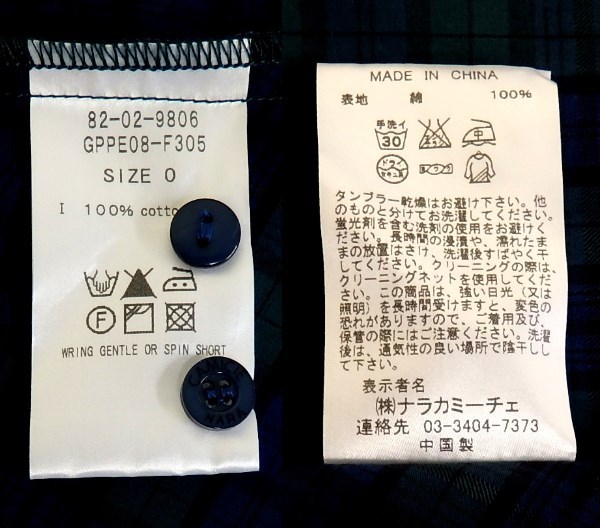 82-02-9806
GPPE08-F305
SIZE 0
I 100%
F
WRING GENTLE OR SPIN SHORT
MADE IN CHINA
表地 綿 100%
手洗イ
30
中
ドライ
セキユ系
タンブラー乾燥はお避け下さい。他
のものと分けてお洗濯してください。
蛍光剤を含む洗剤の使用をお避けく
ださい。長時間の浸漬や、濡れたま
まの放置はさけ、洗濯後すばやく干
してください。クリーニングの際は、
クリーニングネットを使用してくだ
さい。この商品は、強い日光(又は
照明)を長時間受けますと、変色の
恐れがありますので、ご着用及び、
保管の際にはご注意ください。洗濯
後は、通気性の良い場所で陰干しし
て下さい。
表示者名
(株)ナラカミーチェ
連絡先 03-3404-7373
中国製